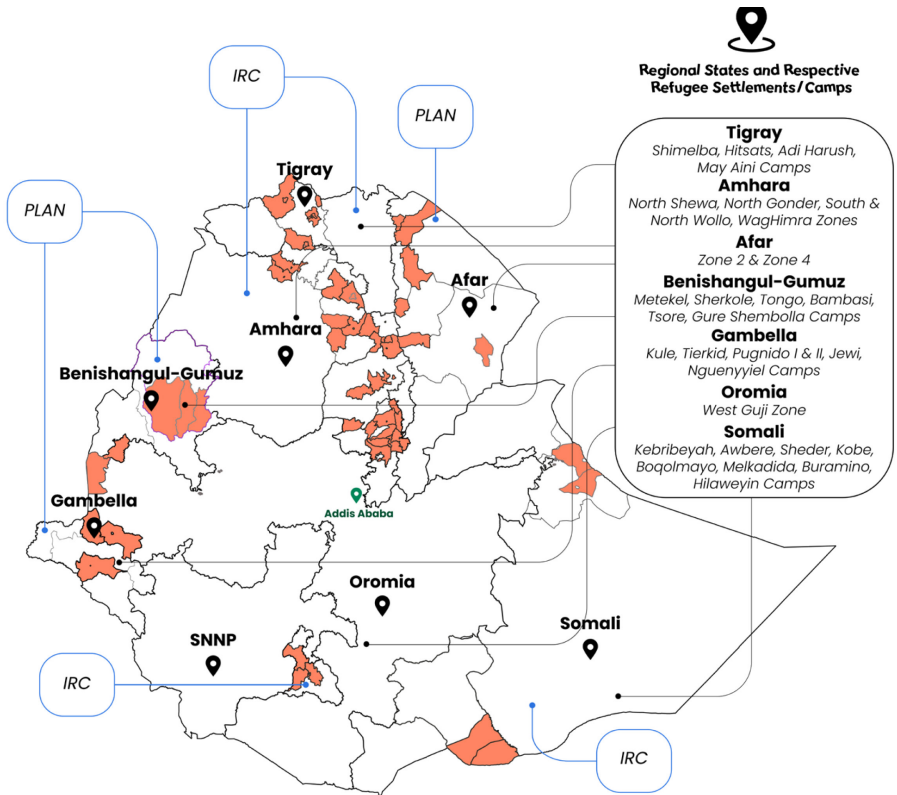 Regional States and Respective
Refugee Settlements/Camps
Tigray
Shimelba, Hitsats, Adi Harush,
May Aini Camps
Amhara
North Shewa, North Gonder, South &
North Wollo, WagHimra Zones
Afar
Zone 2 & Zone 4
Benishangul-Gumuz
Metekel, Sherkole, Tongo, Bambasi,
Tsore, Gure Shembolla Camps
Gambella
Kule, Tierkid, Pugnido I & II, Jewi,
Nguenyyiel Camps
Oromia
West Guji Zone
Somali
Kebribeyah, Awbere, Sheder, Kobe,
Boqolmayo, Melkadida, Buramino,
Hilaweyin Camps
IRC
PLAN
Tigray
PLAN
Afar
Amhara
Benishangul-Gumuz
Gambella
Addis Ababa
Oromia
Somali
SNNP
IRC
IRC